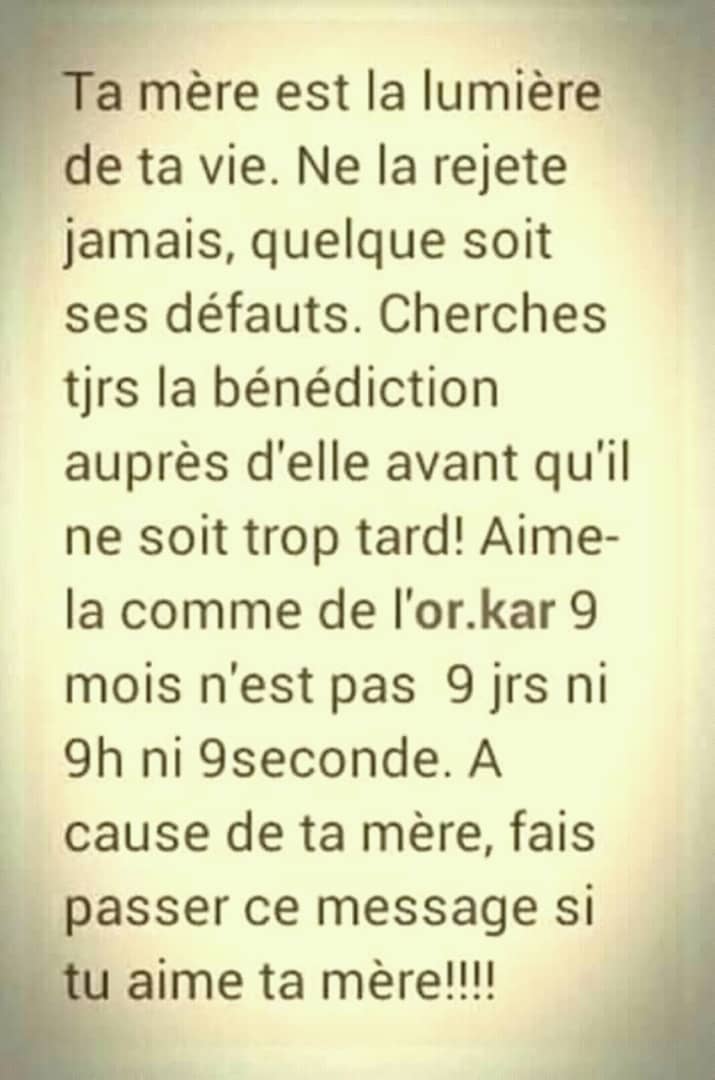 Ta mère est la lumière
de ta vie. Ne la rejete
jamais, quelque soit
ses défauts. Cherches
tjrs la bénédiction
auprès d'elle avant qu'il
ne soit trop tard! Aime-
la comme de l'or.kar 9
mois n'est pas  9 jrs ni
9h ni 9seconde. A
cause de ta mère, fais
passer ce message si
tu aime ta mère!!!!